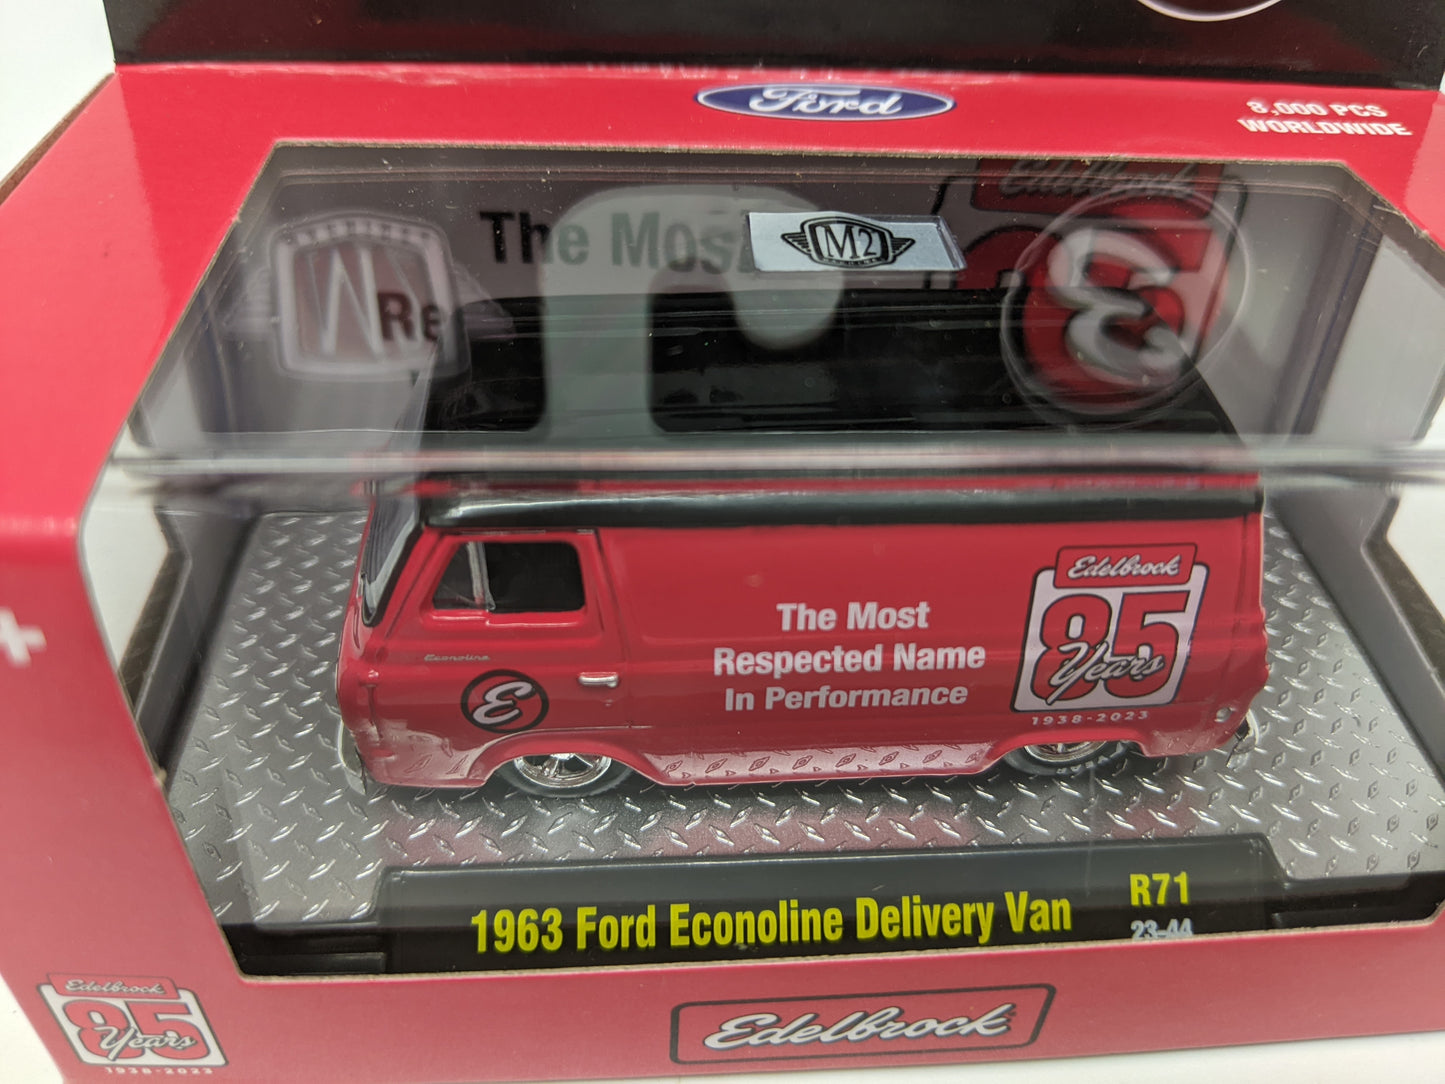 Ford
8,000 PCS
WORLDWIDE
The Most
M2
Edelbrock
Re
Edelbrock
85
Years
1938-2023
The Most
Respected Name
In Performance
Econoline
E
1963 Ford Econoline Delivery Van
R71
23-44
Edelbrock
85
Years
1938-2023
Edelbrock